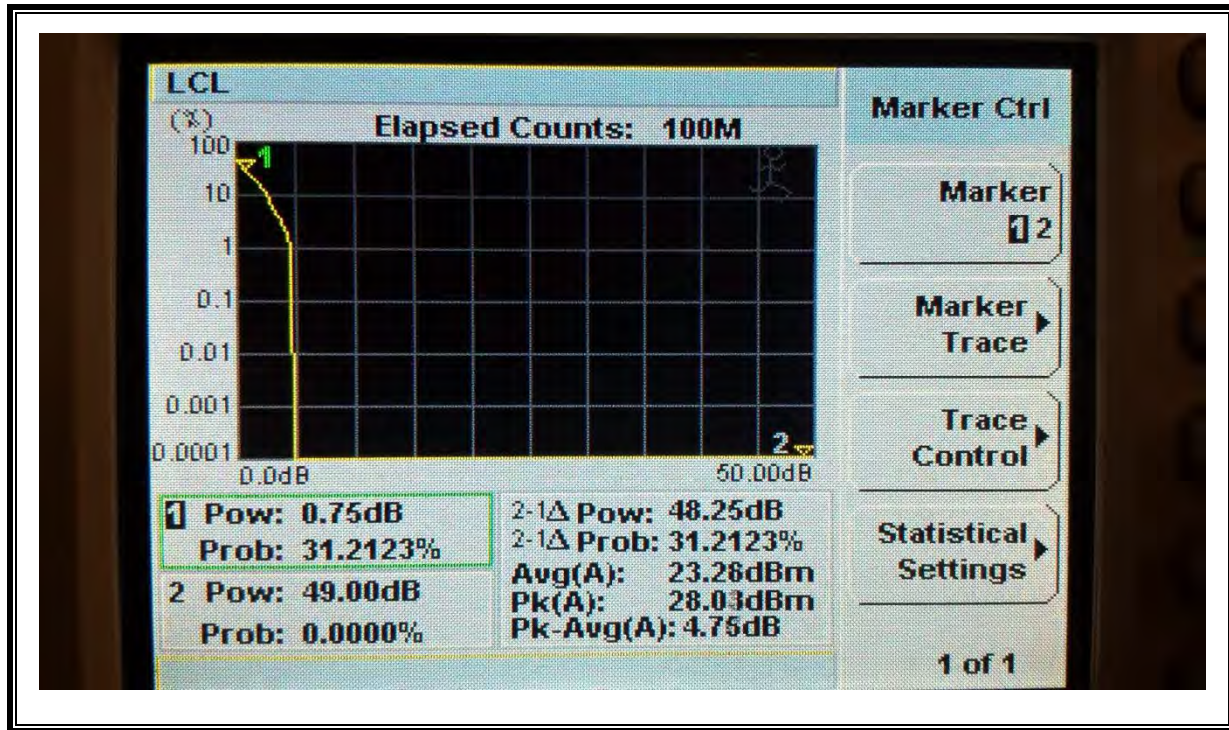 LCL
(%)
Elapsed Counts: 100M
100
10
1
0.1
0.01
0.001
0.0001
1
2
0.0dB
50.00dB
1 Pow: 0.75dB
Prob: 31.2123%
2 Pow: 49.00dB
Prob: 0.0000%
2-1Δ Pow: 48.25dB
2-1Δ Prob: 31.2123%
Avg(A): 23.28dBm
Pk(A): 28.03dBm
Pk-Avg(A): 4.75dB
Marker Ctrl
Marker
1 2
Marker
Trace
Trace
Control
Statistical
Settings
1 of 1